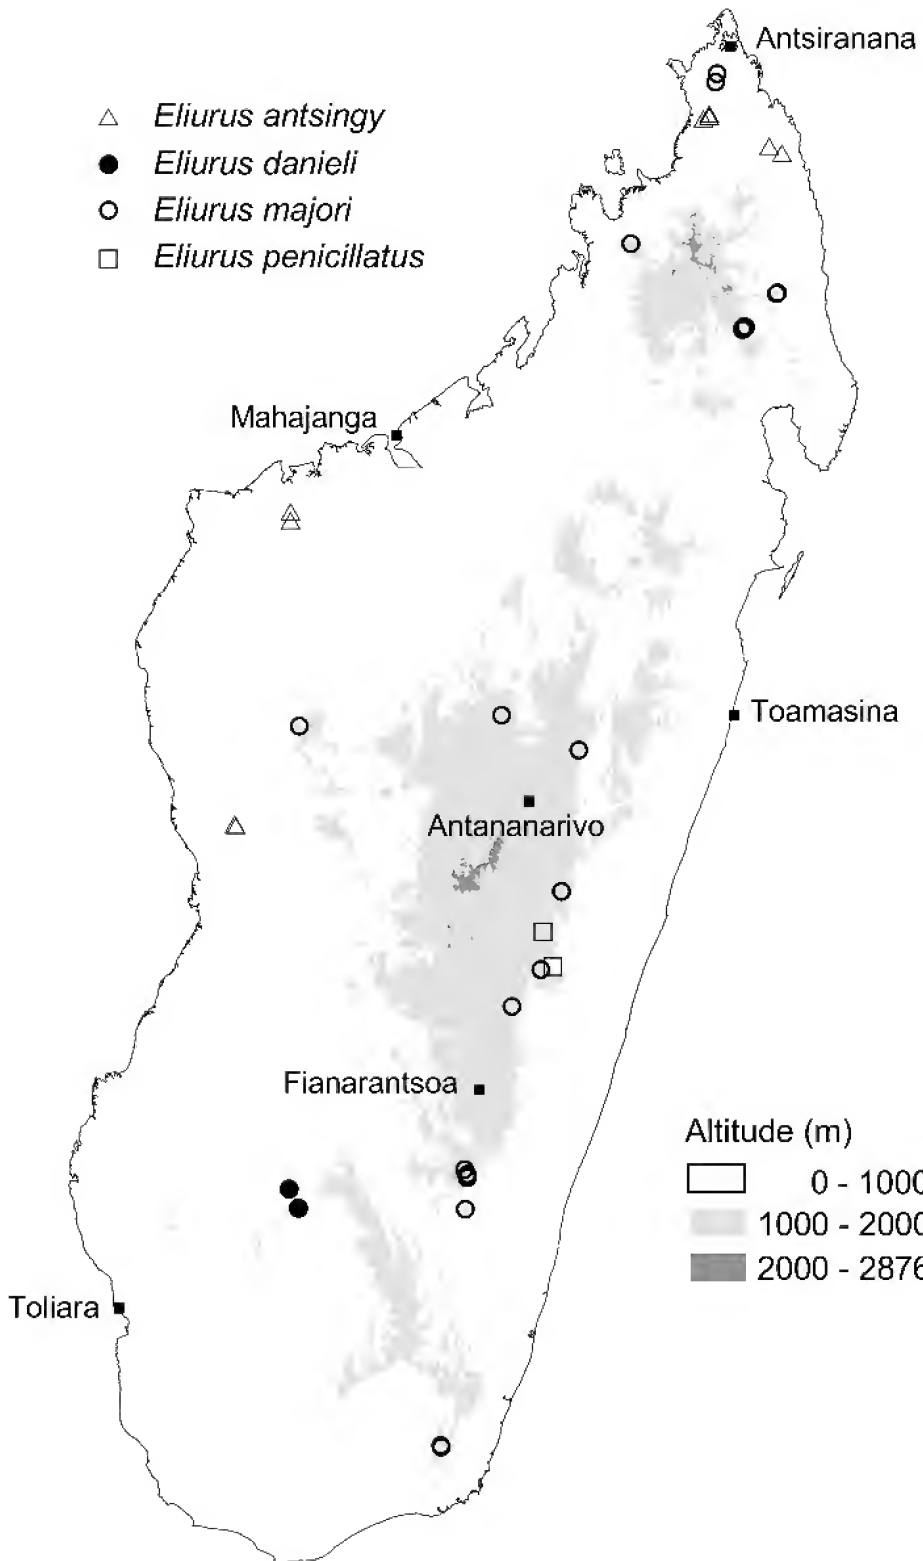 Antsiranana
Eliurus antsingy
Eliurus danieli
Eliurus majori
Eliurus penicillatus
Mahajanga
Toamasina
Antananarivo
Fianarantsoa
Altitude (m)
0 - 1000
1000 - 2000
2000 - 2876
Toliara